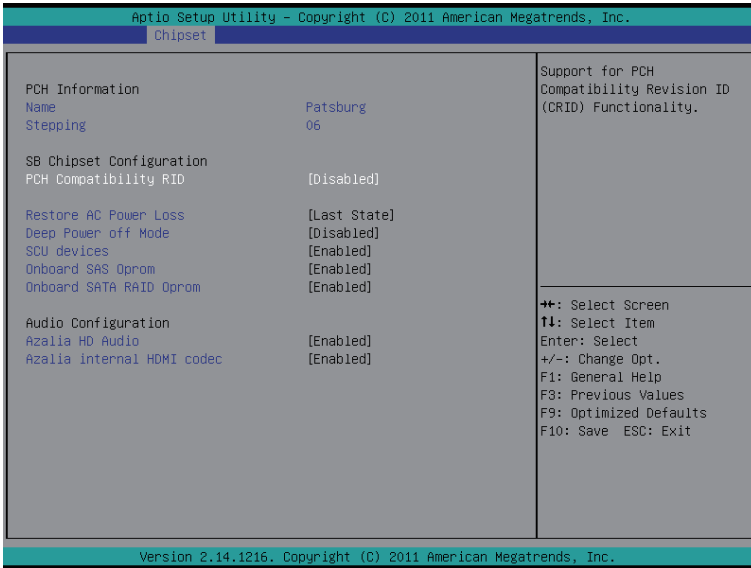 Aptio Setup Utility – Copyright (C) 2011 American Megatrends, Inc.
Chipset
PCH Information
Name Patsburg
Stepping 06
SB Chipset Configuration
PCH Compatibility RID [Disabled]
Restore AC Power Loss [Last State]
Deep Power off Mode [Disabled]
SCU devices [Enabled]
Onboard SAS Oprom [Enabled]
Onboard SATA RAID Oprom [Enabled]
Audio Configuration
Azalia HD Audio [Enabled]
Azalia internal HDMI codec [Enabled]
Support for PCH
Compatibility Revision ID
(CRID) Functionality.
→←: Select Screen
↑↓: Select Item
Enter: Select
+/-: Change Opt.
F1: General Help
F3: Previous Values
F9: Optimized Defaults
F10: Save ESC: Exit
Version 2.14.1216. Copyright (C) 2011 American Megatrends, Inc.